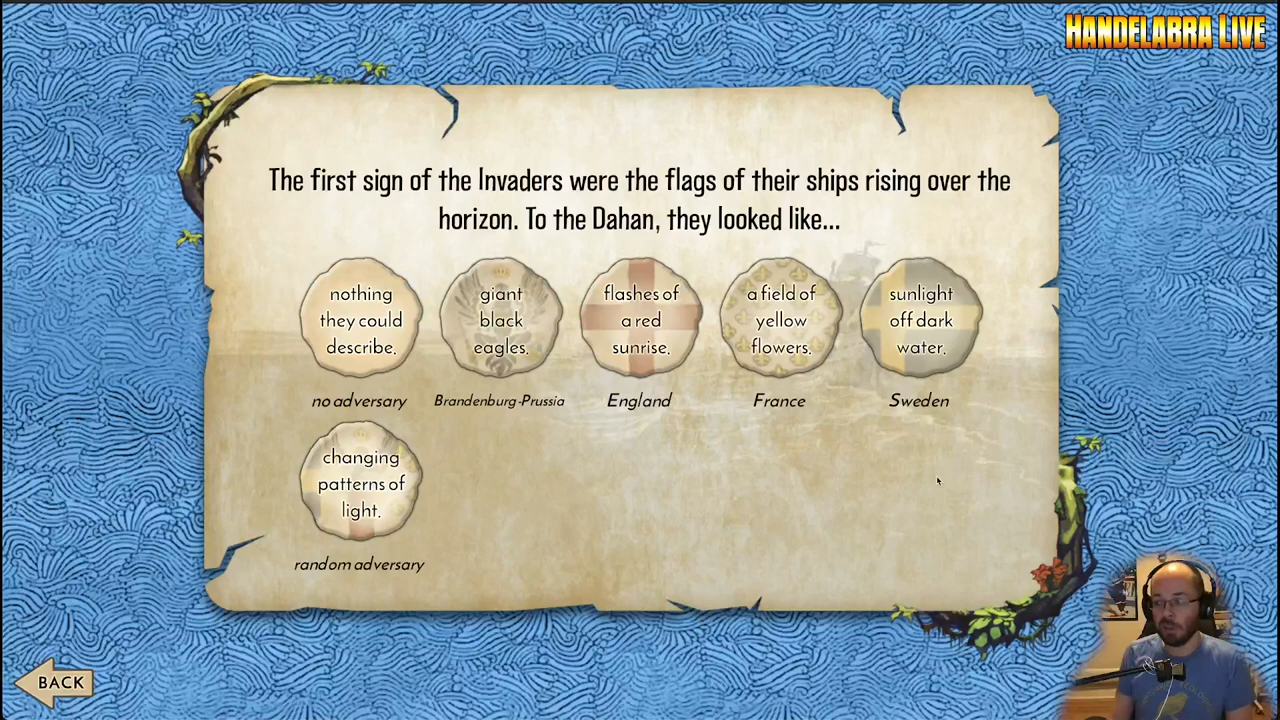 HANDELABRA LIVE
The first sign of the Invaders were the flags of their ships rising over the
horizon. To the Dahan, they looked like...
nothing
they could
describe.
giant
black
eagles.
flashes of
a red
sunrise.
a field of
yellow
flowers.
sunlight
off dark
water.
no adversary
Brandenburg-Prussia
England
France
Sweden
changing
patterns of
light.
random adversary
BACK